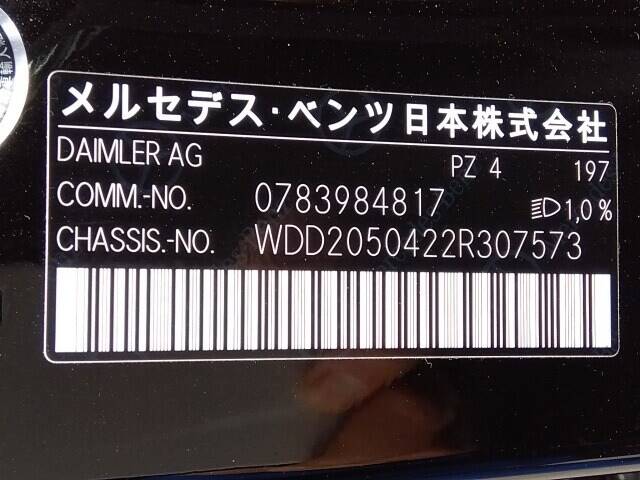 メルセデス・ベンツ日本株式会社
DAIMLER AG PZ 4 197
COMM.-NO. 0783984817 1,0%
CHASSIS.-NO. WDD2050422R307573